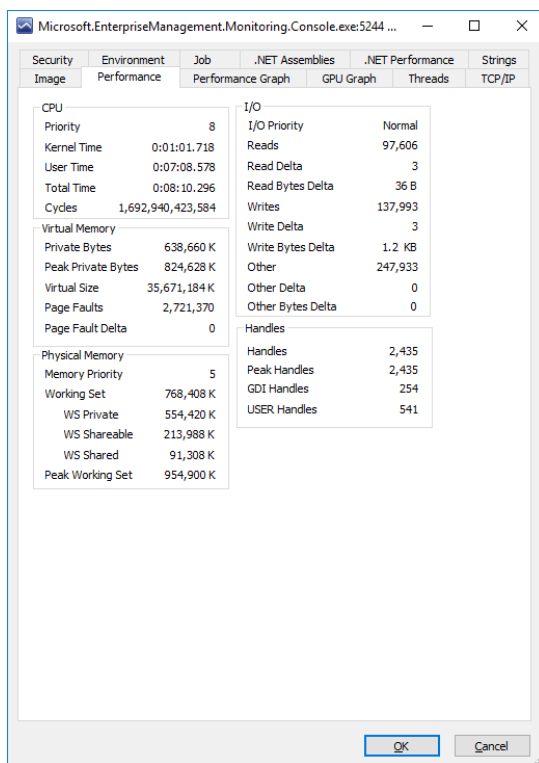 Microsoft.EnterpriseManagement.Monitoring.Console.exe:5244 ...
Security Environment Job .NET Assemblies .NET Performance Strings
Image Performance Performance Graph GPU Graph Threads TCP/IP
CPU
Priority 8
Kernel Time 0:01:01.718
User Time 0:07:08.578
Total Time 0:08:10.296
Cycles 1,692,940,423,584
Virtual Memory
Private Bytes 638,660 K
Peak Private Bytes 824,628 K
Virtual Size 35,671,184 K
Page Faults 2,721,370
Page Fault Delta 0
Physical Memory
Memory Priority 5
Working Set 768,408 K
WS Private 554,420 K
WS Shareable 213,988 K
WS Shared 91,308 K
Peak Working Set 954,900 K
I/O
I/O Priority Normal
Reads 97,606
Read Delta 3
Read Bytes Delta 36 B
Writes 137,993
Write Delta 3
Write Bytes Delta 1.2 KB
Other 247,933
Other Delta 0
Other Bytes Delta 0
Handles
Handles 2,435
Peak Handles 2,435
GDI Handles 254
USER Handles 541
OK Cancel